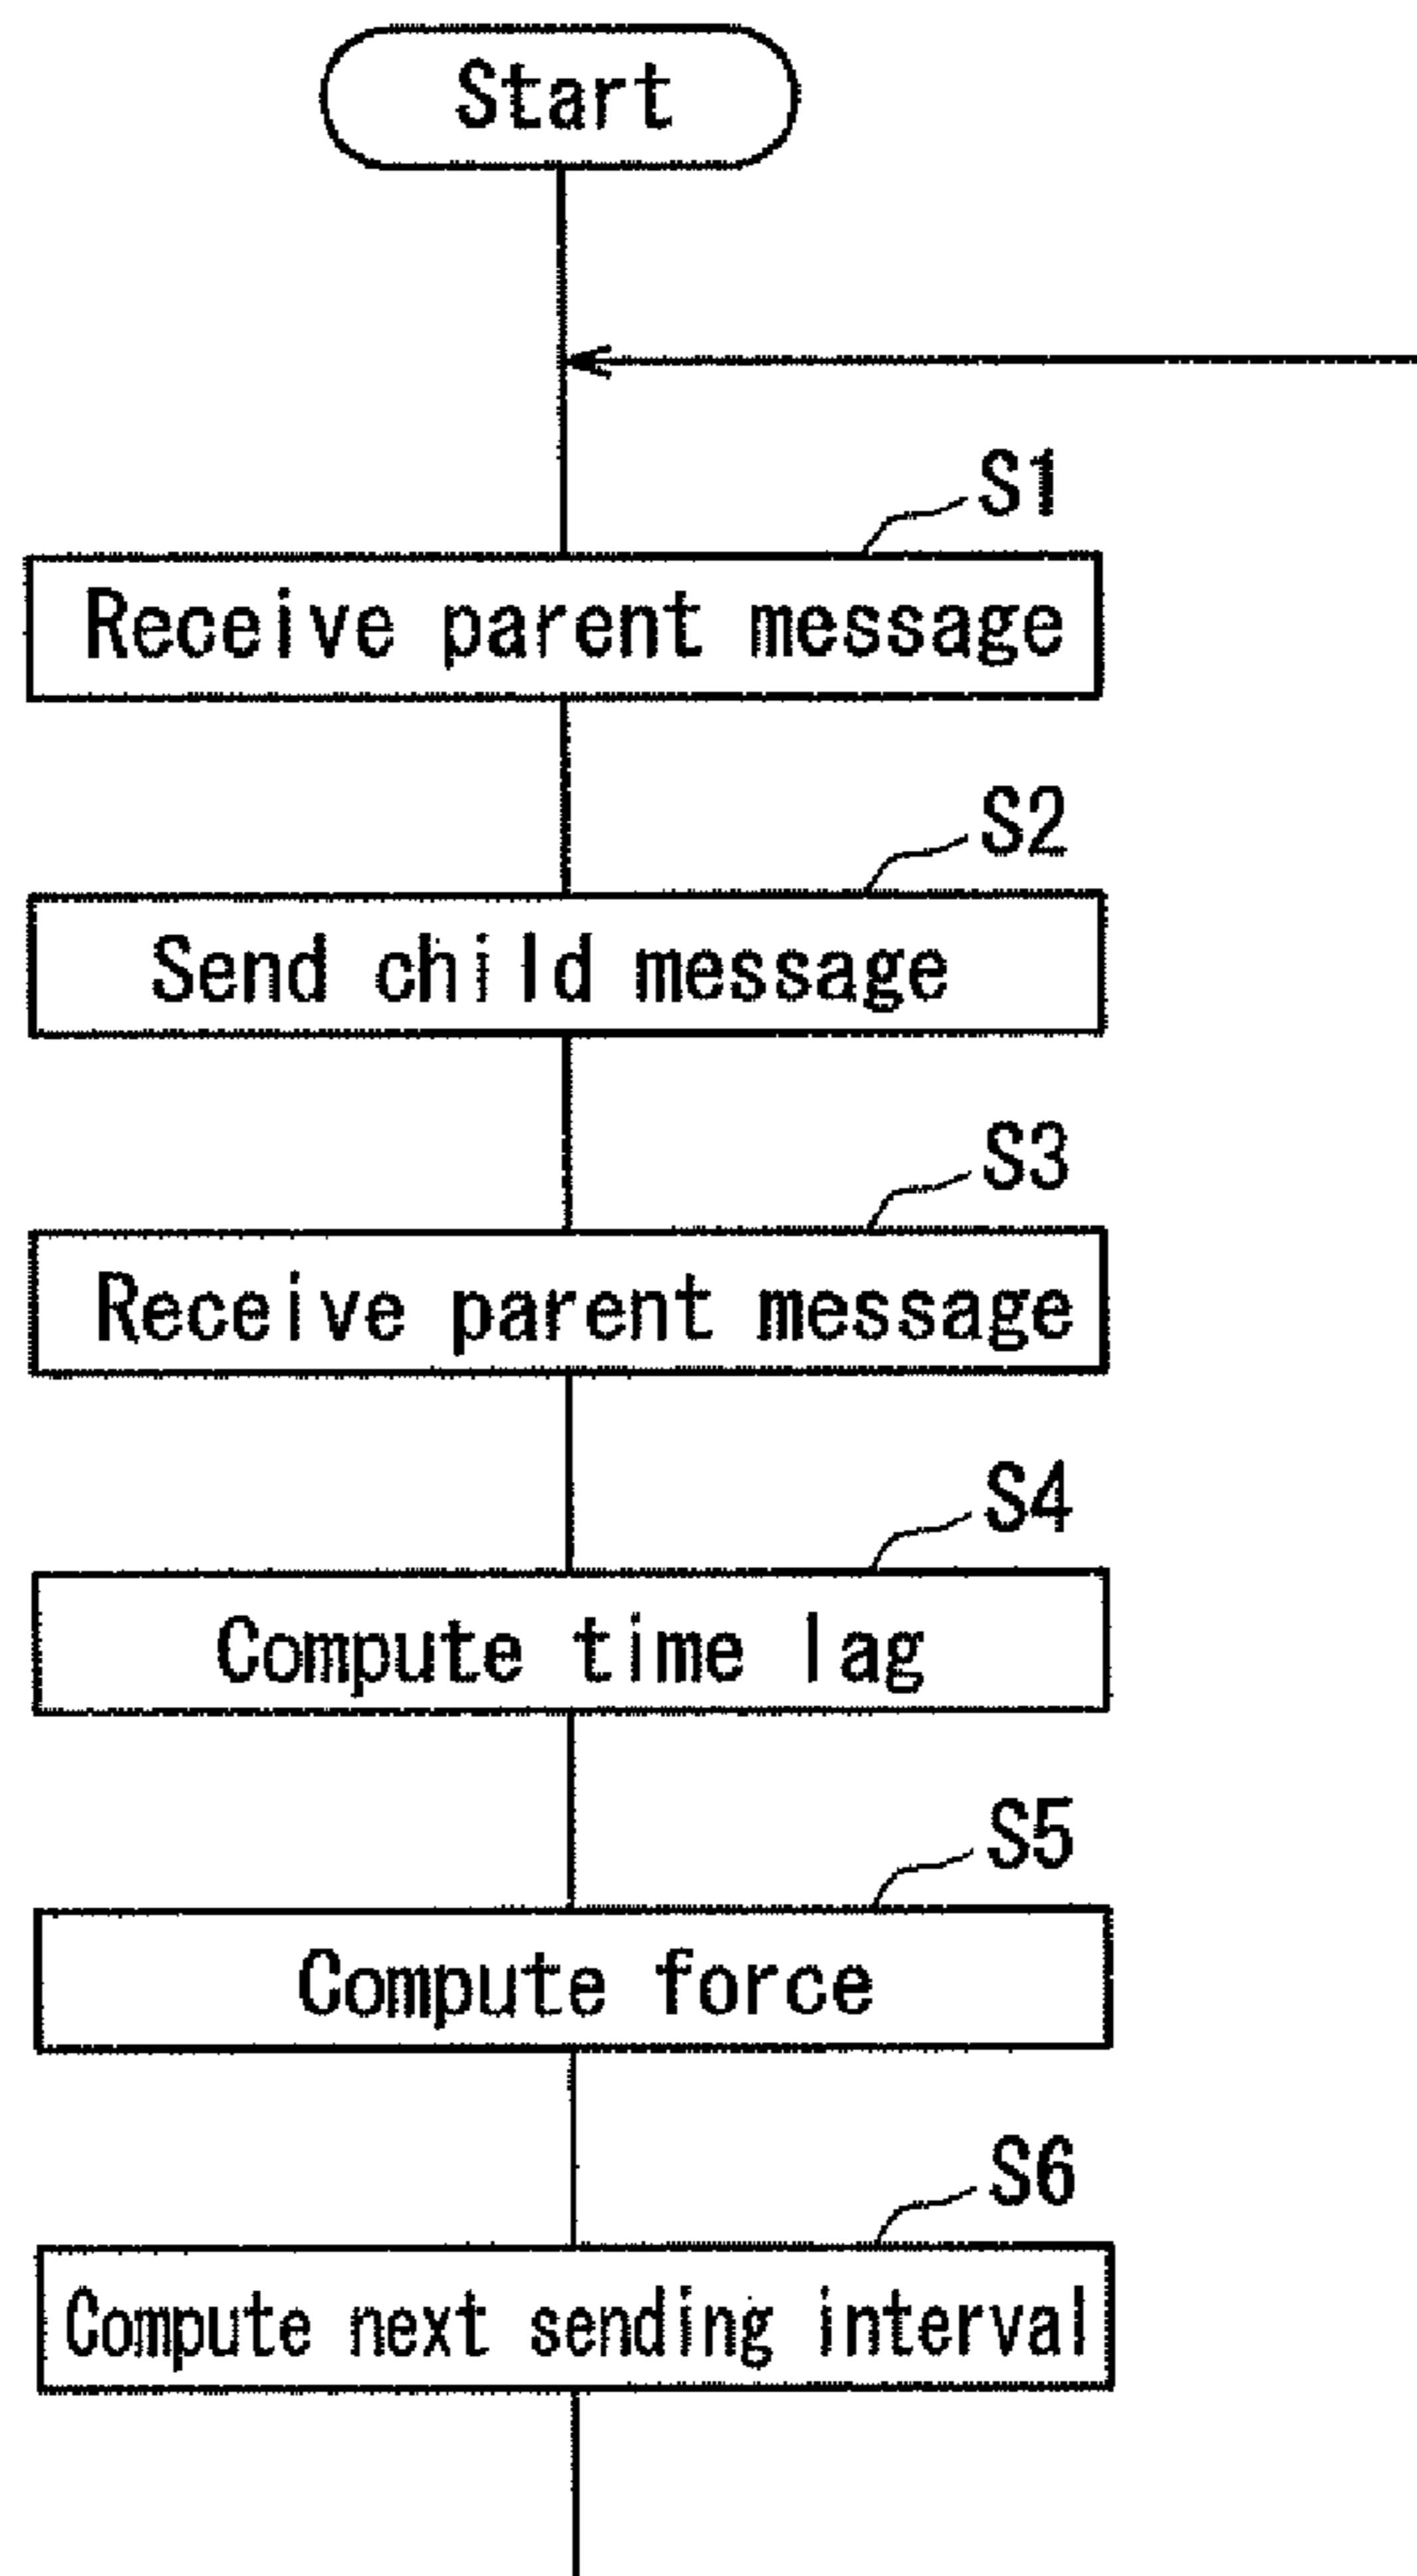 Start
S1
Receive parent message
S2
Send child message
S3
Receive parent message
S4
Compute time lag
S5
Compute force
S6
Compute next sending interval